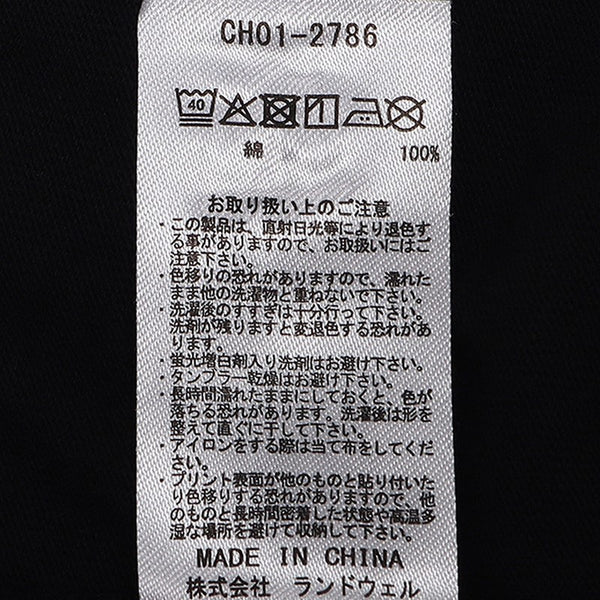 CH01-2786
40
綿 100%
お取り扱い上のご注意
・この製品は、直射日光等により退色す
る事がありますので、お取扱いにはご
注意下さい。
・色移りの恐れがありますので、濡れた
まま他の洗濯物と重ねないで下さい。
・洗濯後のすすぎは十分行って下さい。
洗剤が残りますと変退色する恐れがあ
ります。
・蛍光増白剤入り洗剤はお避け下さい。
・タンブラー乾燥はお避け下さい。
・長時間濡れたままにしておくと、色が
落ちる恐れがあります。洗濯後は形を
整えて直ぐに干して下さい。
・アイロンをする際は当て布をしてくだ
さい。
・プリント表面が他のものと貼り付いた
り色移りする恐れがありますので、他
のものと長時間密着した状態や高温多
湿な場所を避けて収納して下さい。
MADE IN CHINA
株式会社 ランドウェル